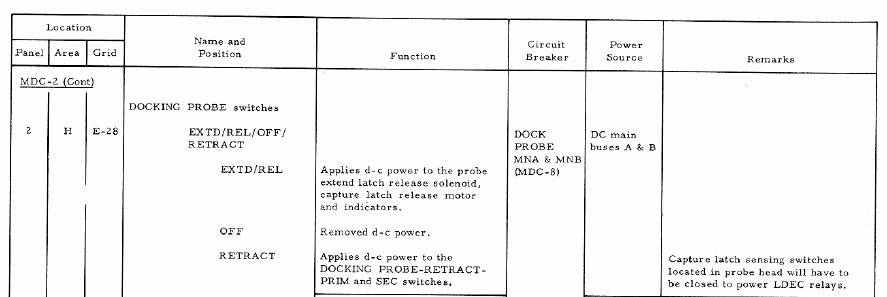 Location
Panel Area Grid
Name and
Position
Function
Circuit
Breaker
Power
Source
Remarks
MDC-2 (Cont)
DOCKING PROBE switches
2 H E-28
EXTD/REL/OFF/
RETRACT
DOCK
PROBE
MNA & MNB
(MDC-8)
DC main
buses A & B
EXTD/REL
Applies d-c power to the probe
extend latch release solenoid,
capture latch release motor
and indicators.
OFF
Removed d-c power.
RETRACT
Applies d-c power to the
DOCKING PROBE-RETRACT-
PRIM and SEC switches.
Capture latch sensing switches
located in probe head will have to
be closed to power LDEC relays.